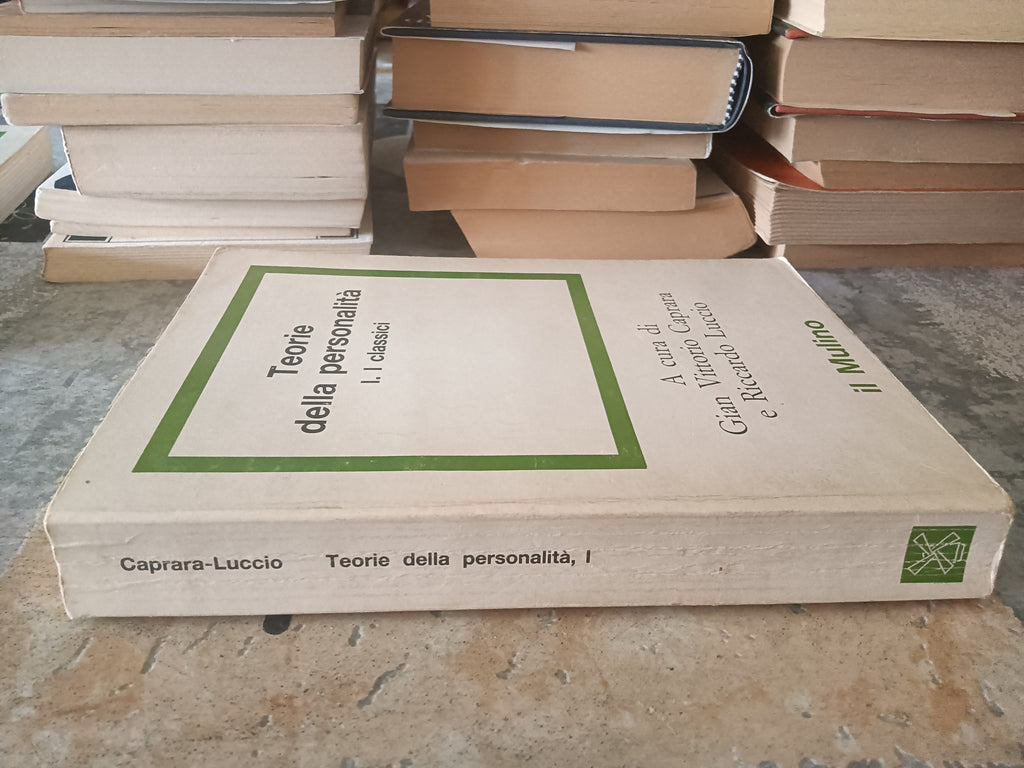 Teorie
della personalità
I. I classici
A cura di
Gian Vittorio Caprara
e Riccardo Luccio
il Mulino
Caprara-Luccio Teorie della personalità, I